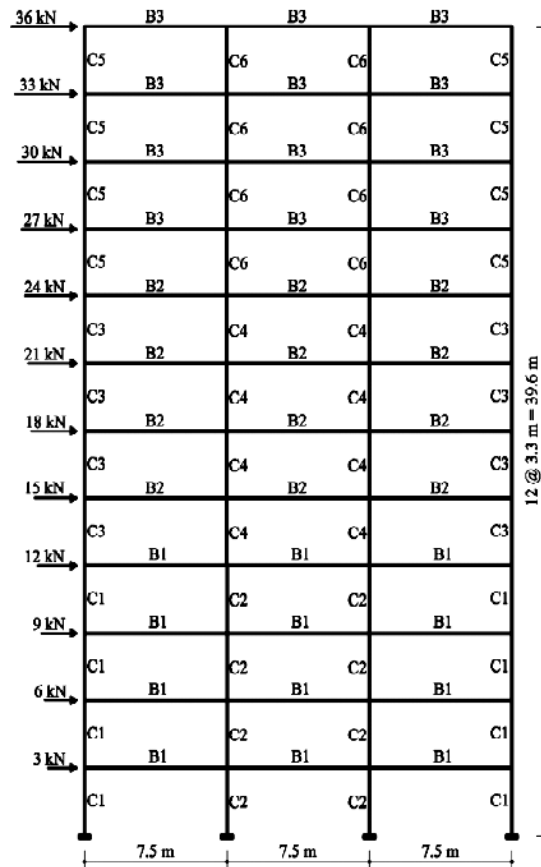 36 kN B3 B3 B3
C5 C6 C6 C5
33 kN B3 B3 B3
C5 C6 C6 C5
30 kN B3 B3 B3
C5 C6 C6 C5
27 kN B3 B3 B3
C5 C6 C6 C5
24 kN B2 B2 B2
C3 C4 C4 C3
21 kN B2 B2 B2
C3 C4 C4 C3
18 kN B2 B2 B2
C3 C4 C4 C3
15 kN B2 B2 B2
C3 C4 C4 C3
12 kN B1 B1 B1
C1 C2 C2 C1
9 kN B1 B1 B1
C1 C2 C2 C1
6 kN B1 B1 B1
C1 C2 C2 C1
3 kN B1 B1 B1
C1 C2 C2 C1
7.5 m 7.5 m 7.5 m
12 @ 3.3 m = 39.6 m